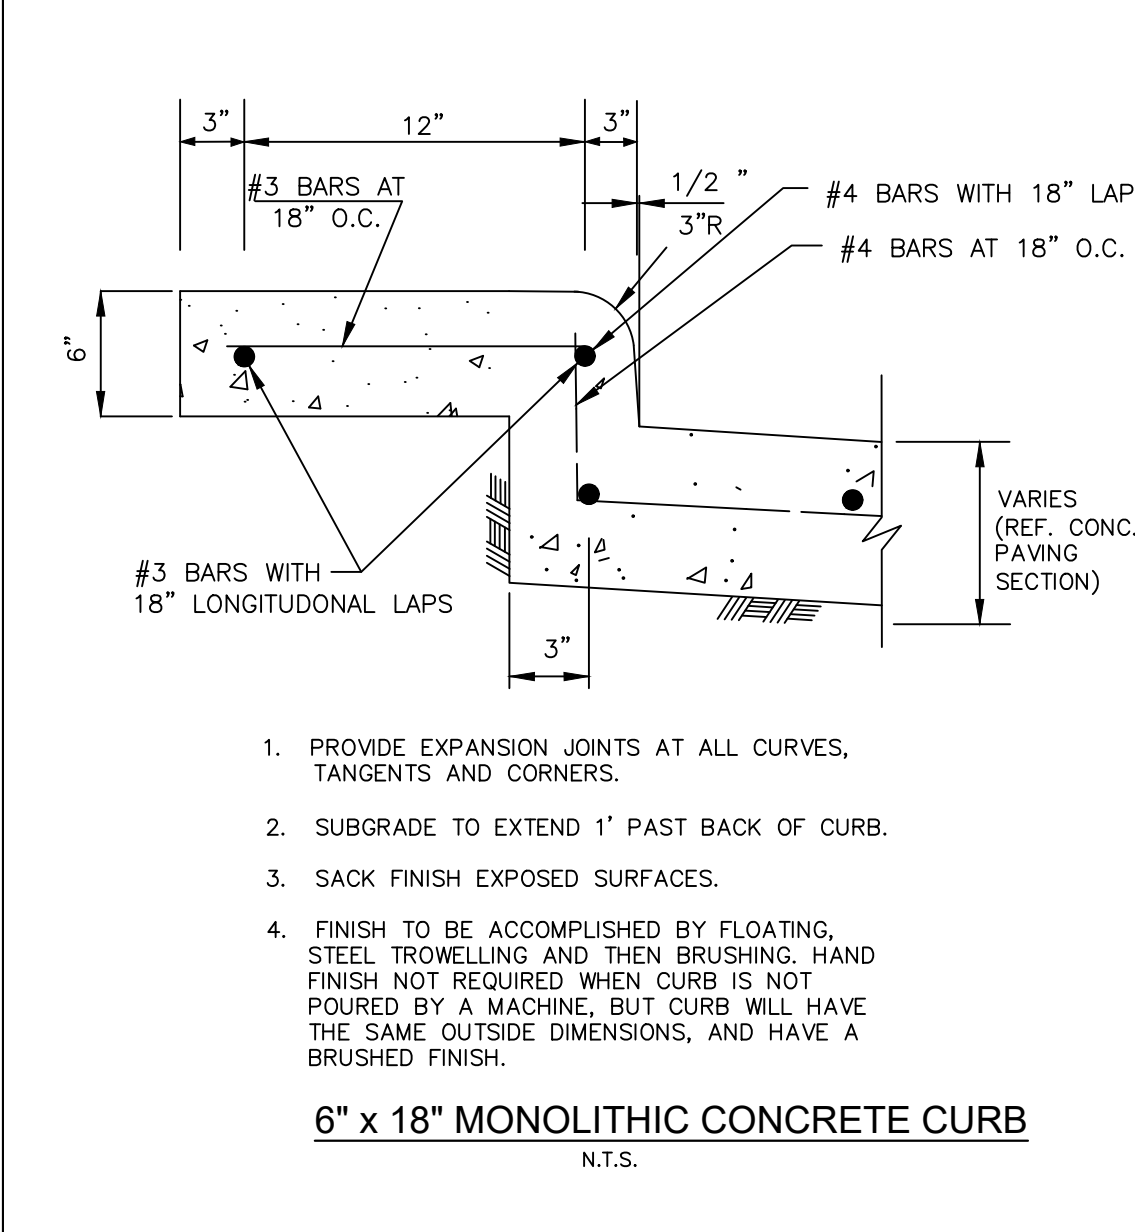 3" 12" 3"
#3 BARS AT
18" O.C.
1/2 "
3"R
#4 BARS WITH 18" LAP
#4 BARS AT 18" O.C.
6"
VARIES
(REF. CONC.
PAVING
SECTION)
#3 BARS WITH
18" LONGITUDONAL LAPS
3"
1. PROVIDE EXPANSION JOINTS AT ALL CURVES,
TANGENTS AND CORNERS.
2. SUBGRADE TO EXTEND 1' PAST BACK OF CURB.
3. SACK FINISH EXPOSED SURFACES.
4. FINISH TO BE ACCOMPLISHED BY FLOATING,
STEEL TROWELLING AND THEN BRUSHING. HAND
FINISH NOT REQUIRED WHEN CURB IS NOT
POURED BY A MACHINE, BUT CURB WILL HAVE
THE SAME OUTSIDE DIMENSIONS, AND HAVE A
BRUSHED FINISH.
6" x 18" MONOLITHIC CONCRETE CURB
N.T.S.